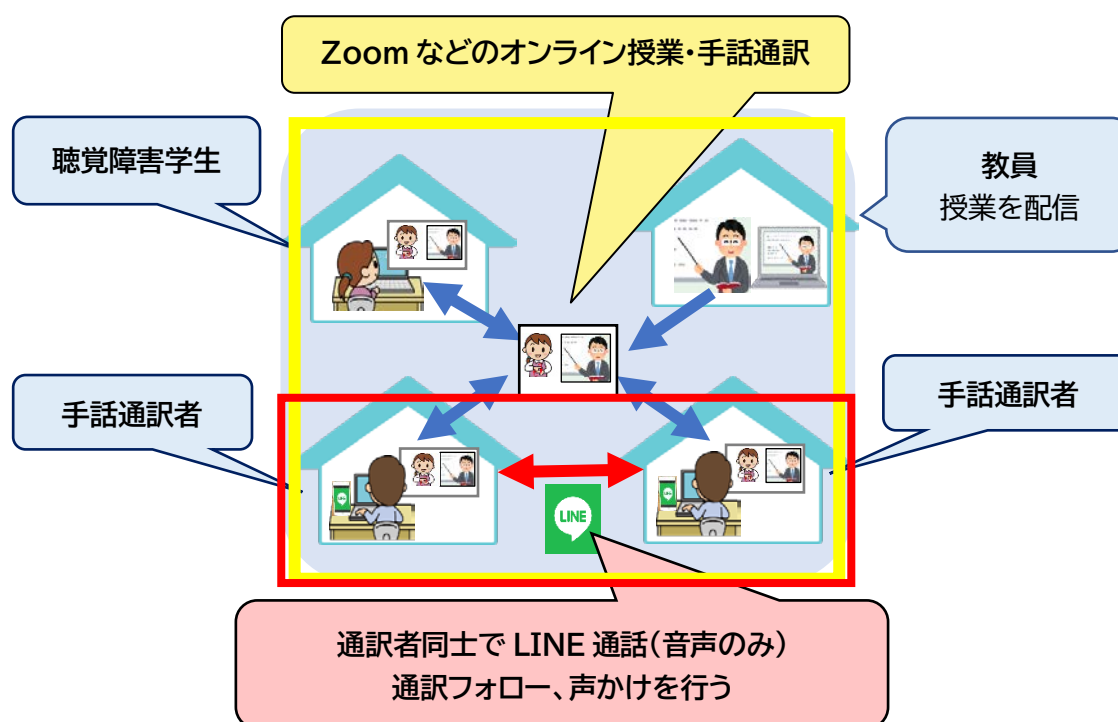 Zoom などのオンライン授業・手話通訳
聴覚障害学生
教員
授業を配信
手話通訳者
手話通訳者
LINE
LINE
LINE
通訳者同士で LINE 通話(音声のみ)
通訳フォロー、声かけを行う